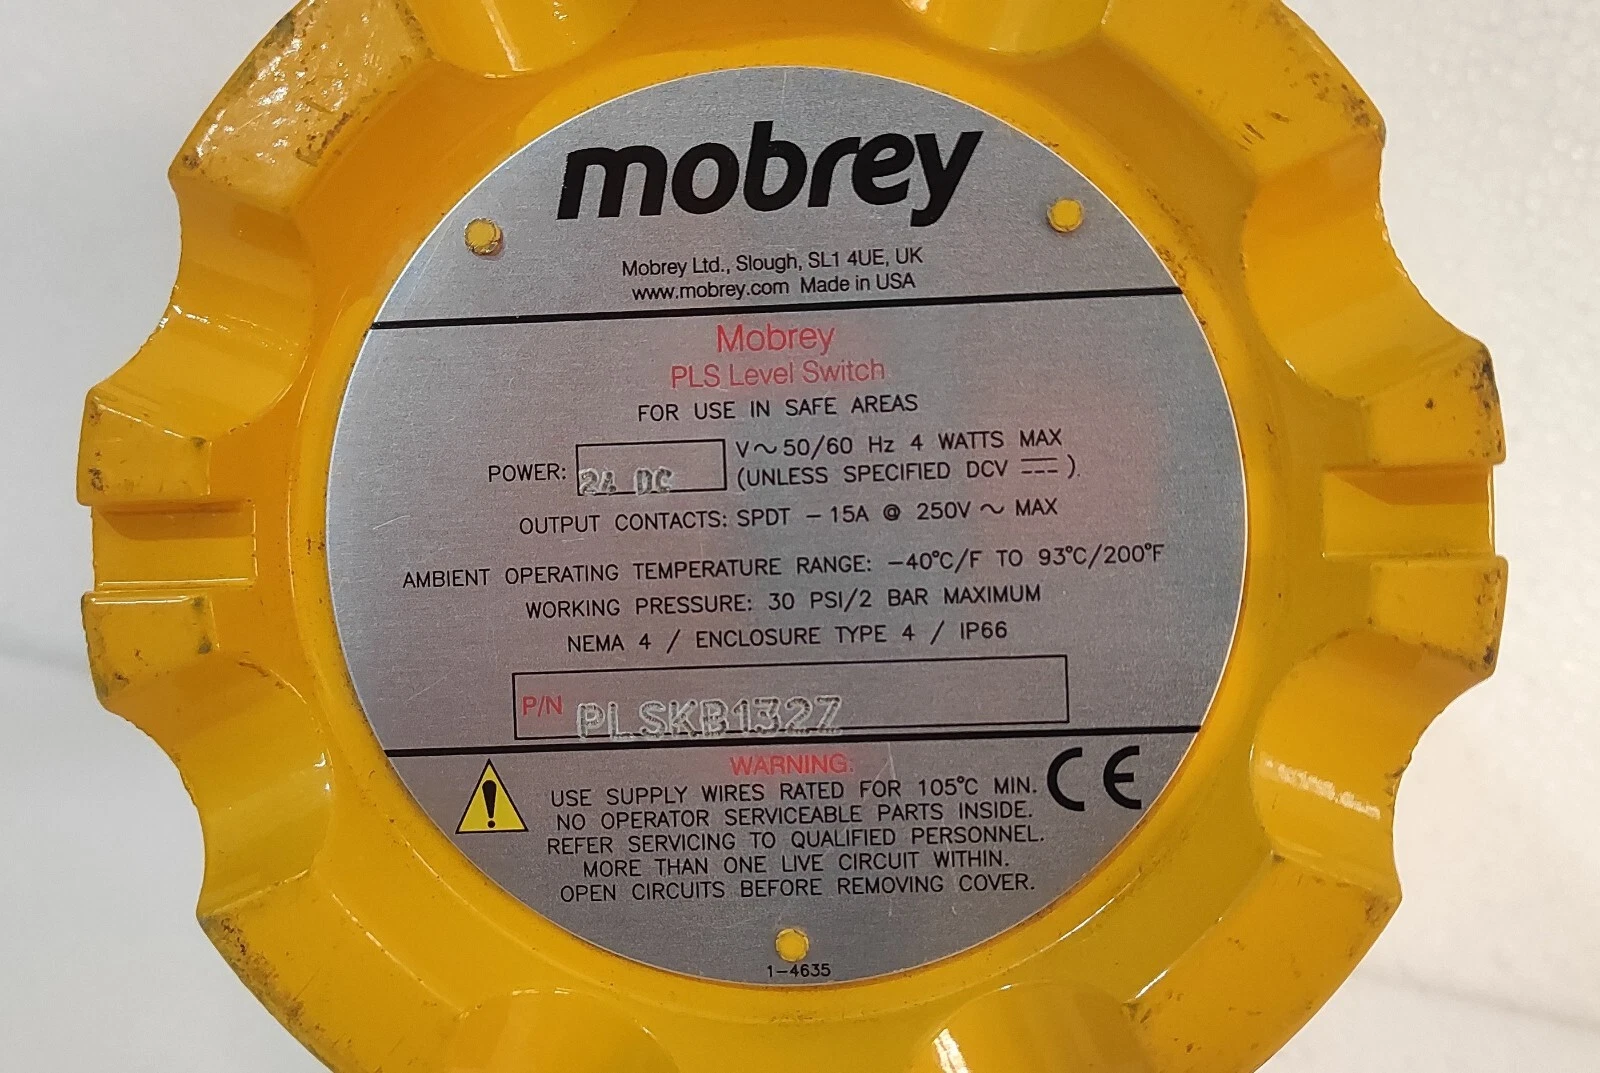 mobrey
Mobrey Ltd., Slough, SL1 4UE, UK
www.mobrey.com Made in USA
Mobrey
PLS Level Switch
FOR USE IN SAFE AREAS
POWER: 24 DC V~50/60 Hz 4 WATTS MAX
(UNLESS SPECIFIED DCV ⎓).
OUTPUT CONTACTS: SPDT – 15A @ 250V ~ MAX
AMBIENT OPERATING TEMPERATURE RANGE: –40°C/F TO 93°C/200°F
WORKING PRESSURE: 30 PSI/2 BAR MAXIMUM
NEMA 4 / ENCLOSURE TYPE 4 / IP66
P/N PLSKB132Z
WARNING:
USE SUPPLY WIRES RATED FOR 105°C MIN.
NO OPERATOR SERVICEABLE PARTS INSIDE.
REFER SERVICING TO QUALIFIED PERSONNEL.
MORE THAN ONE LIVE CIRCUIT WITHIN.
OPEN CIRCUITS BEFORE REMOVING COVER.
CE
1–4635